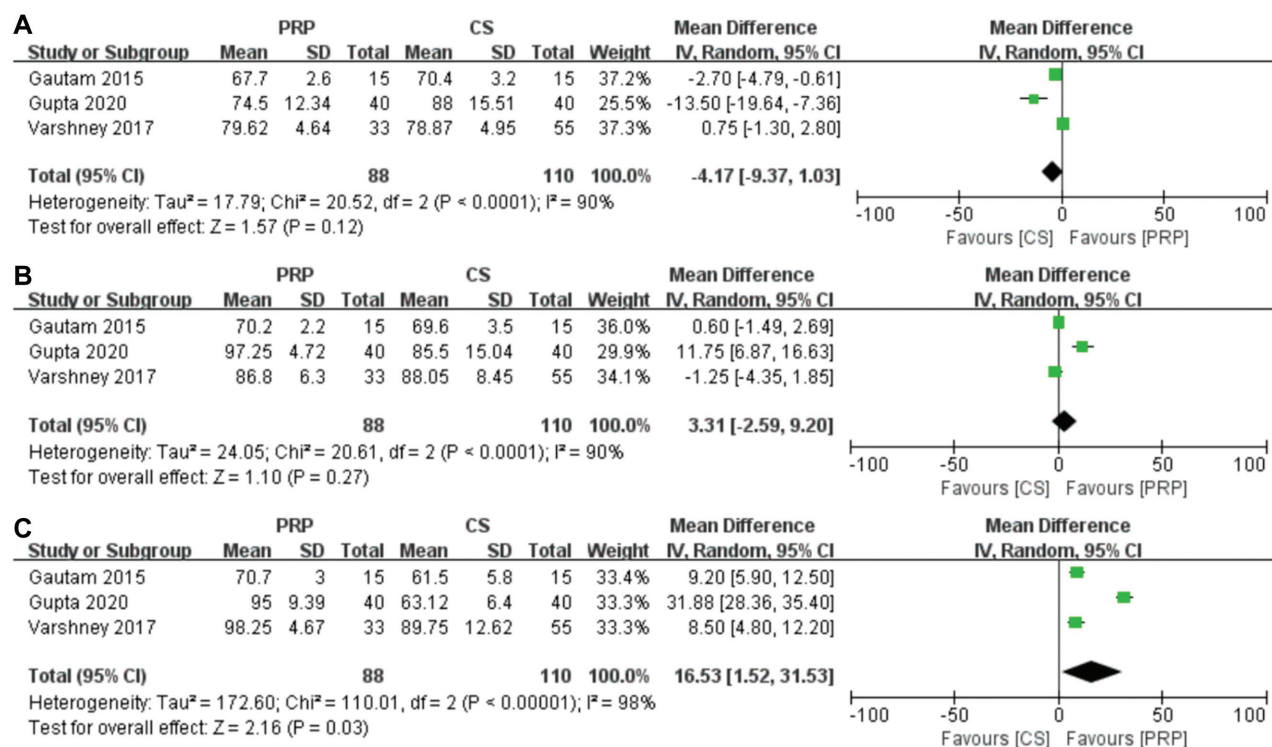 A
PRP CS Mean Difference Mean Difference
Study or Subgroup Mean SD Total Mean SD Total Weight IV, Random, 95% CI IV, Random, 95% CI
Gautam 2015 67.7 2.6 15 70.4 3.2 15 37.2% -2.70 [-4.79, -0.61]
Gupta 2020 74.5 12.34 40 88 15.51 40 25.5% -13.50 [-19.64, -7.36]
Varshney 2017 79.62 4.64 33 78.87 4.95 55 37.3% 0.75 [-1.30, 2.80]
Total (95% CI) 88 110 100.0% -4.17 [-9.37, 1.03]
Heterogeneity: Tau² = 17.79; Chi² = 20.52, df = 2 (P < 0.0001); I² = 90%
Test for overall effect: Z = 1.57 (P = 0.12)
-100 -50 0 50 100
Favours [CS] Favours [PRP]
B
PRP CS Mean Difference Mean Difference
Study or Subgroup Mean SD Total Mean SD Total Weight IV, Random, 95% CI IV, Random, 95% CI
Gautam 2015 70.2 2.2 15 69.6 3.5 15 36.0% 0.60 [-1.49, 2.69]
Gupta 2020 97.25 4.72 40 85.5 15.04 40 29.9% 11.75 [6.87, 16.63]
Varshney 2017 86.8 6.3 33 88.05 8.45 55 34.1% -1.25 [-4.35, 1.85]
Total (95% CI) 88 110 100.0% 3.31 [-2.59, 9.20]
Heterogeneity: Tau² = 24.05; Chi² = 20.61, df = 2 (P < 0.0001); I² = 90%
Test for overall effect: Z = 1.10 (P = 0.27)
-100 -50 0 50 100
Favours [CS] Favours [PRP]
C
PRP CS Mean Difference Mean Difference
Study or Subgroup Mean SD Total Mean SD Total Weight IV, Random, 95% CI IV, Random, 95% CI
Gautam 2015 70.7 3 15 61.5 5.8 15 33.4% 9.20 [5.90, 12.50]
Gupta 2020 95 9.39 40 63.12 6.4 40 33.3% 31.88 [28.36, 35.40]
Varshney 2017 98.25 4.67 33 89.75 12.62 55 33.3% 8.50 [4.80, 12.20]
Total (95% CI) 88 110 100.0% 16.53 [1.52, 31.53]
Heterogeneity: Tau² = 172.60; Chi² = 110.01, df = 2 (P < 0.00001); I² = 98%
Test for overall effect: Z = 2.16 (P = 0.03)
-100 -50 0 50 100
Favours [CS] Favours [PRP]